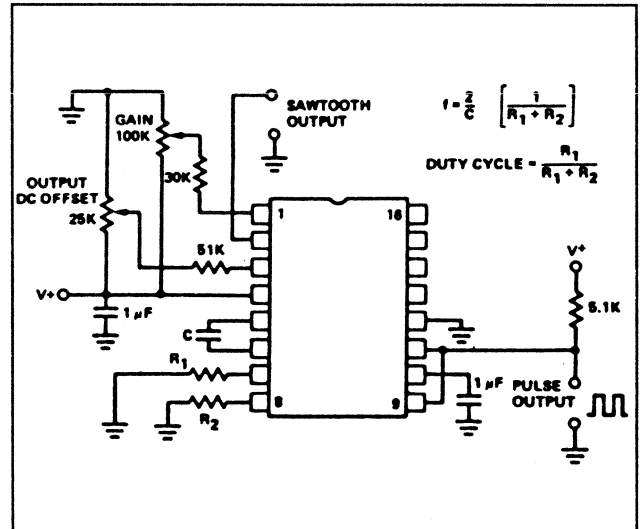 GAIN
100K
SAWTOOTH
OUTPUT
f = 2/C [1/(R1 + R2)]
DUTY CYCLE = R1/(R1 + R2)
30K
OUTPUT
DC OFFSET
25K
1
16
51K
V+
V+
5.1K
1 µF
C
R1
1 µF
PULSE
OUTPUT
R2
8
9